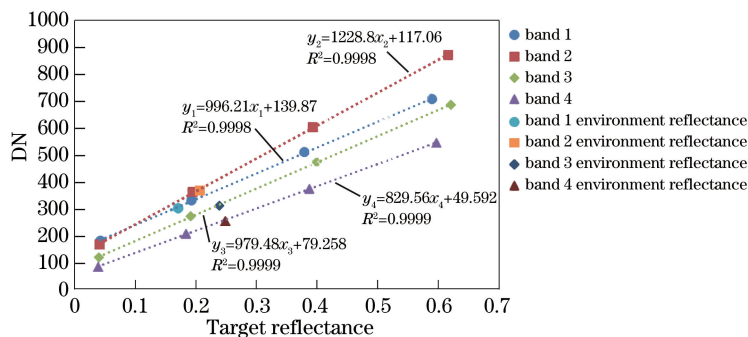 1000
900
800
700
600
500
400
300
200
100
0
DN
0 0.1 0.2 0.3 0.4 0.5 0.6 0.7
Target reflectance
y₂=1228.8x₂+117.06
R²=0.9998
y₁=996.21x₁+139.87
R²=0.9998
y₄=829.56x₄+49.592
R²=0.9999
y₃=979.48x₃+79.258
R²=0.9999
band 1
band 2
band 3
band 4
band 1 environment reflectance
band 2 environment reflectance
band 3 environment reflectance
band 4 environment reflectance